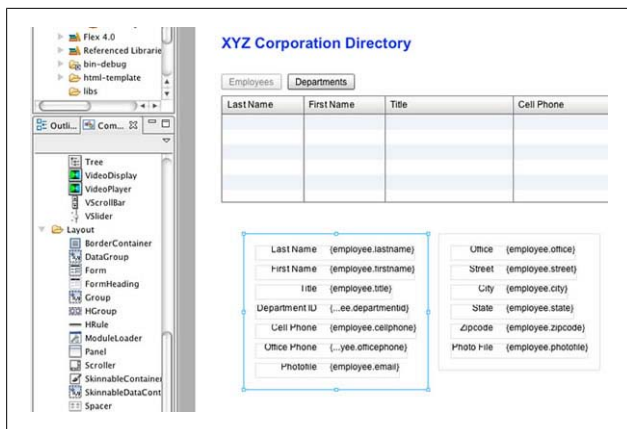 Flex 4.0
Referenced Librarie
bin-debug
html-template
libs
Outli...
Com...
Tree
VideoDisplay
VideoPlayer
VScrollBar
VSlider
Layout
BorderContainer
DataGroup
Form
FormHeading
Group
HGroup
HRule
ModuleLoader
Panel
Scroller
SkinnableContainer
SkinnableDataCont
Spacer
XYZ Corporation Directory
Employees Departments
Last Name First Name Title Cell Phone
Last Name {employee.lastname}
First Name {employee.firstname}
Title {employee.title}
Department ID {...ee.departmentid}
Cell Phone {employee.cellphone}
Office Phone {...yee.officephone}
Photofile {employee.email}
Office {employee.office}
Street {employee.street}
City {employee.city}
State {employee.state}
Zipcode {employee.zipcode}
Photo File {employee.photofile}